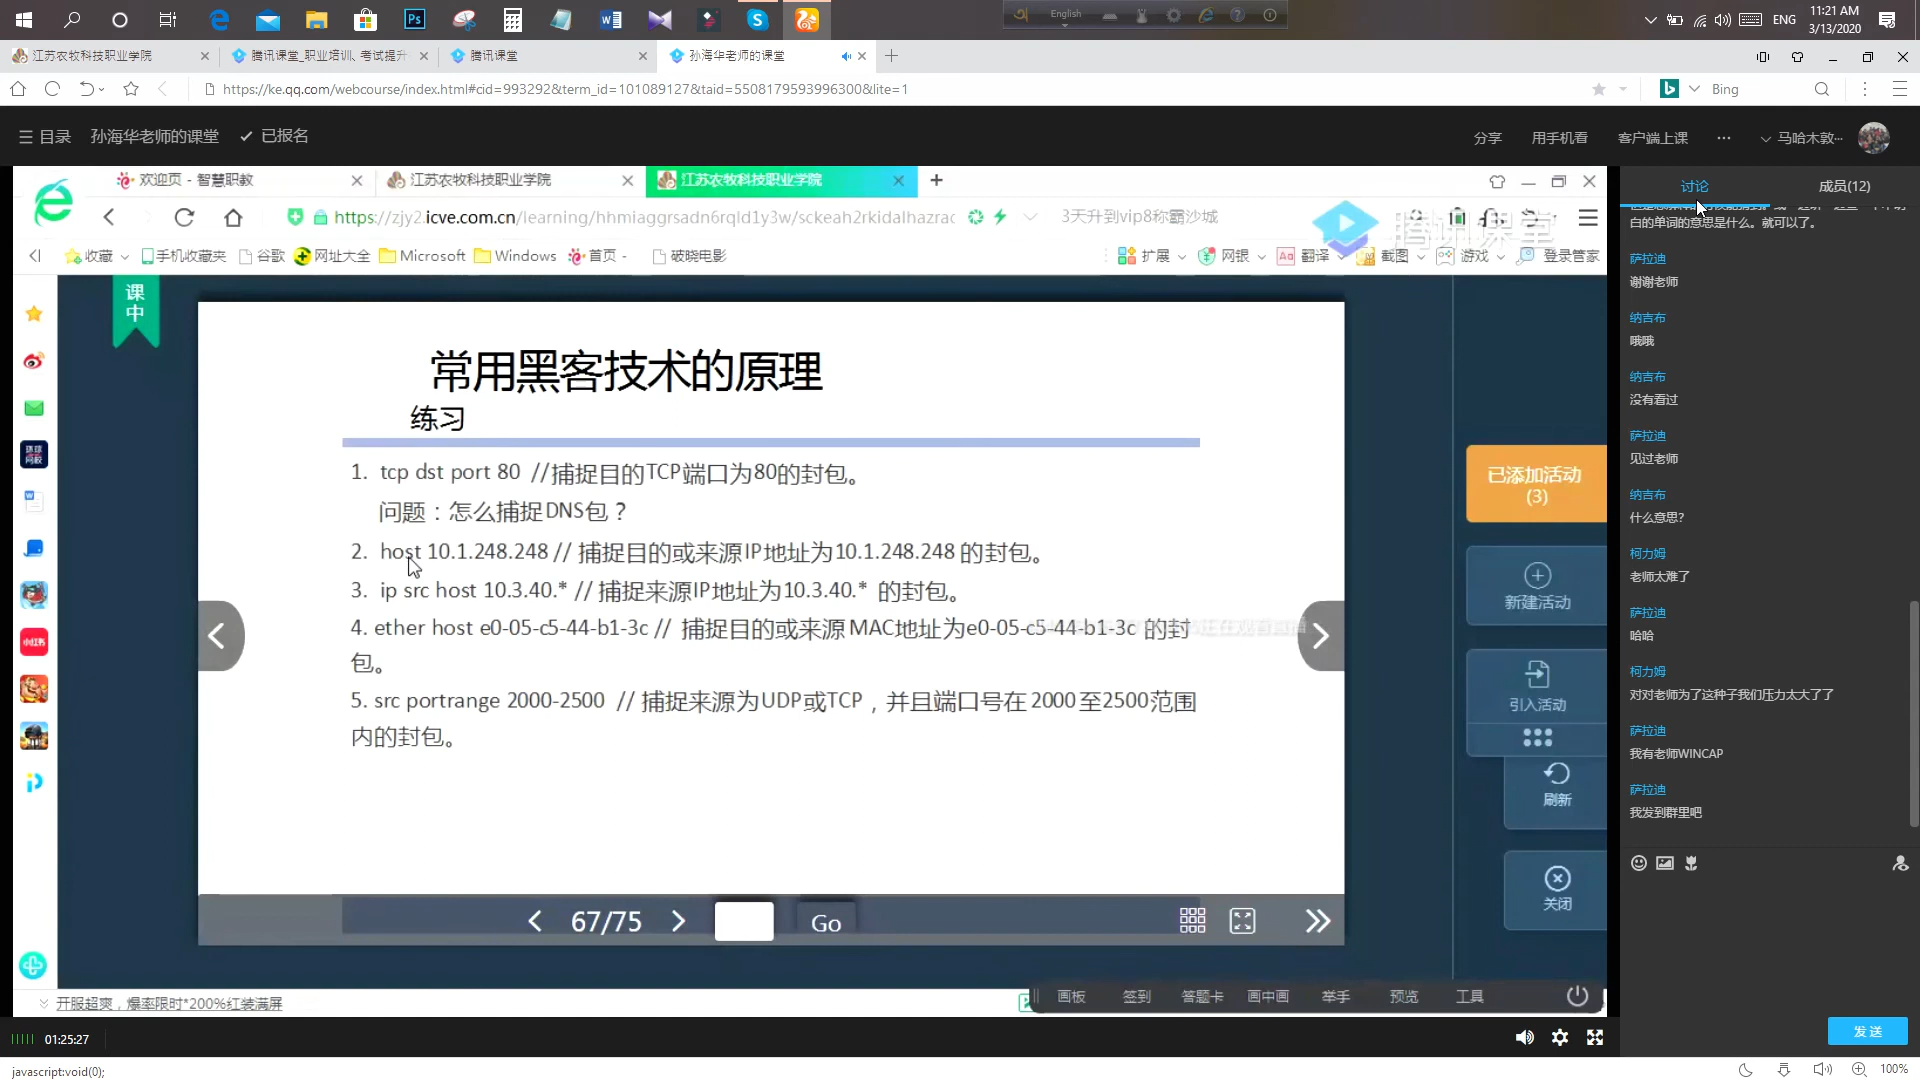 English
ENG
11:21 AM
3/13/2020
江苏农牧科技职业学院
腾讯课堂_职业培训、考试提升
腾讯课堂
孙海华老师的课堂
https://ke.qq.com/webcourse/index.html#cid=993292&term_id=101089127&taid=5508179593996300&lite=1
Bing
目录
孙海华老师的课堂
已报名
分享
用手机看
客户端上课
马哈木敦...
欢迎页 - 智慧职教
江苏农牧科技职业学院
江苏农牧科技职业学院
https://zjy2.icve.com.cn/learning/hhmiaggrsadn6rqld1y3w/sckeah2rkidalhazrac
3天升到vip8称霸沙城
腾讯课堂
收藏
手机收藏夹
谷歌
网址大全
Microsoft
Windows
首页 -
破晓电影
扩展
网银
翻译
截图
游戏
登录管家
课中
常用黑客技术的原理
练习
1. tcp dst port 80 //捕捉目的TCP端口为80的封包。
问题：怎么捕捉DNS包？
2. host 10.1.248.248 // 捕捉目的或来源IP地址为10.1.248.248 的封包。
3. ip src host 10.3.40.* // 捕捉来源IP地址为10.3.40.* 的封包。
4. ether host e0-05-c5-44-b1-3c // 捕捉目的或来源MAC地址为e0-05-c5-44-b1-3c 的封
包。
5. src portrange 2000-2500 // 捕捉来源为UDP或TCP，并且端口号在2000至2500范围
内的封包。
67/75
Go
已添加活动
(3)
新建活动
引入活动
刷新
关闭
开服超爽，爆率限时*200%红装满屏
画板
签到
答题卡
画中画
举手
预览
工具
01:25:27
讨论
成员(12)
白的单词的意思是什么。就可以了。
萨拉迪
谢谢老师
纳吉布
哦哦
纳吉布
没有看过
萨拉迪
见过老师
纳吉布
什么意思?
柯力姆
老师太难了
萨拉迪
哈哈
柯力姆
对对老师为了这种子我们压力太大了了
萨拉迪
我有老师WINCAP
萨拉迪
我发到群里吧
发送
javascript:void(0);
100%